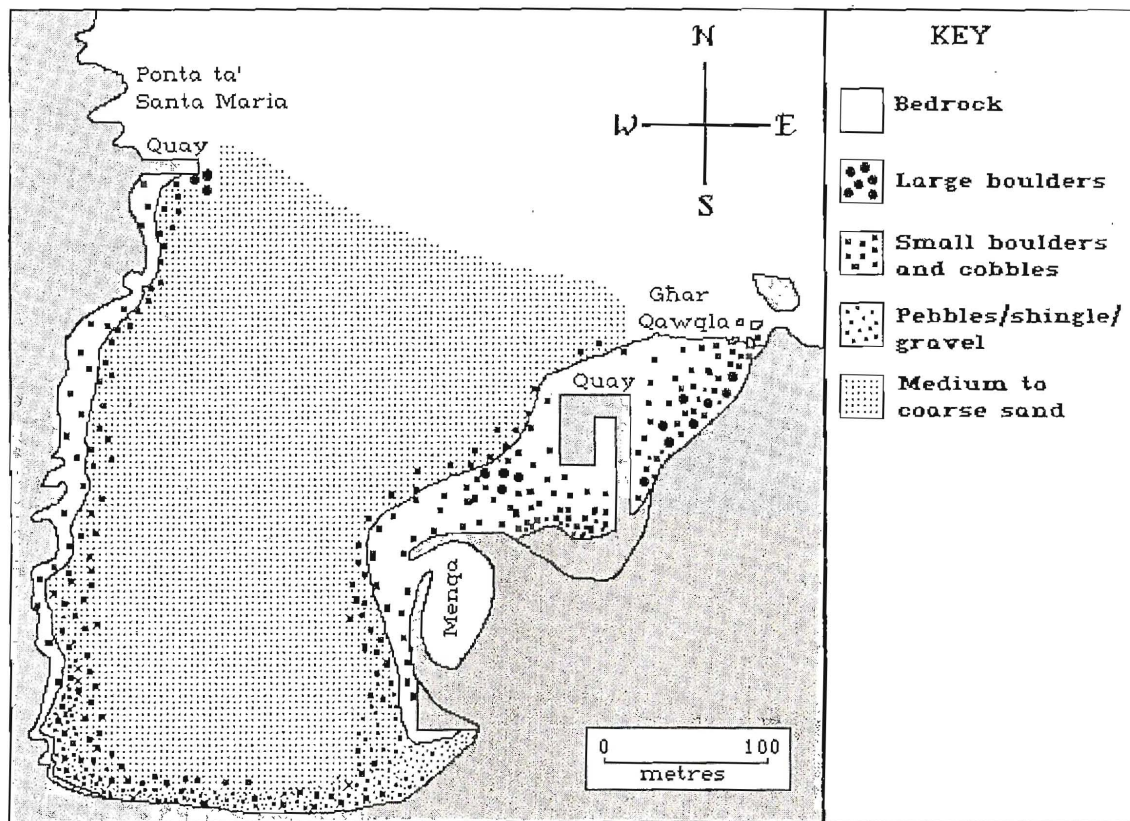 Ponta ta'
Santa Maria
Quay
N
W
E
S
Għar
Qawqla
Quay
Menqa
0 100
metres
KEY
Bedrock
Large boulders
Small boulders
and cobbles
Pebbles/shingle/
gravel
Medium to
coarse sand